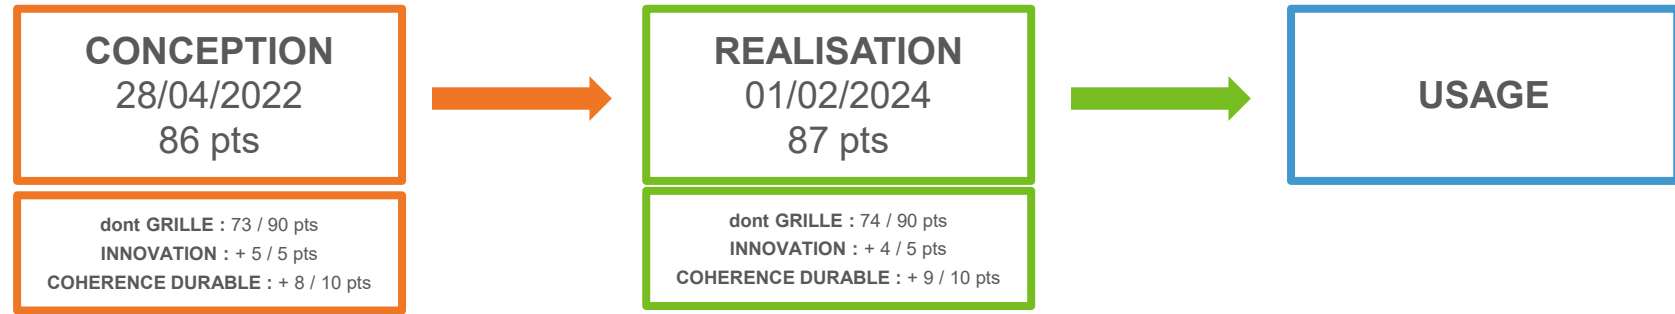 CONCEPTION
28/04/2022
86 pts
dont GRILLE : 73 / 90 pts
INNOVATION : + 5 / 5 pts
COHERENCE DURABLE : + 8 / 10 pts
REALISATION
01/02/2024
87 pts
dont GRILLE : 74 / 90 pts
INNOVATION : + 4 / 5 pts
COHERENCE DURABLE : + 9 / 10 pts
USAGE